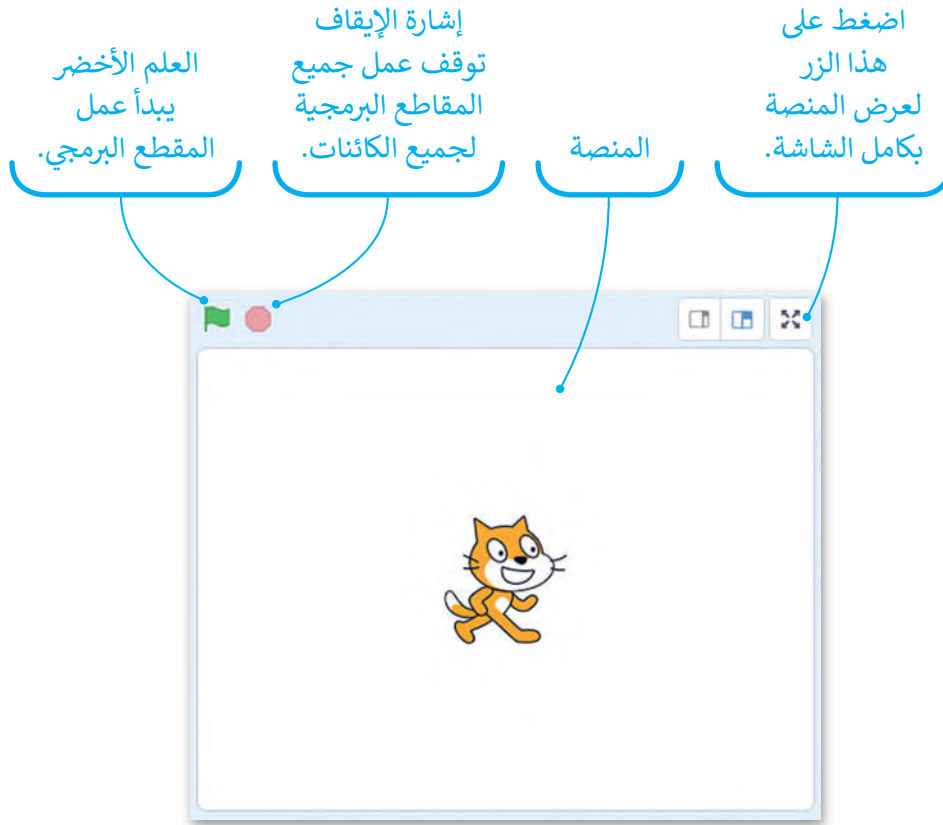 اضغط على
هذا الزر
لعرض المنصة
بكامل الشاشة.
المنصة
إشارة الإيقاف
توقف عمل جميع
المقاطع البرمجية
لجميع الكائنات.
العلم الأخضر
يبدأ عمل
المقطع البرمجي.